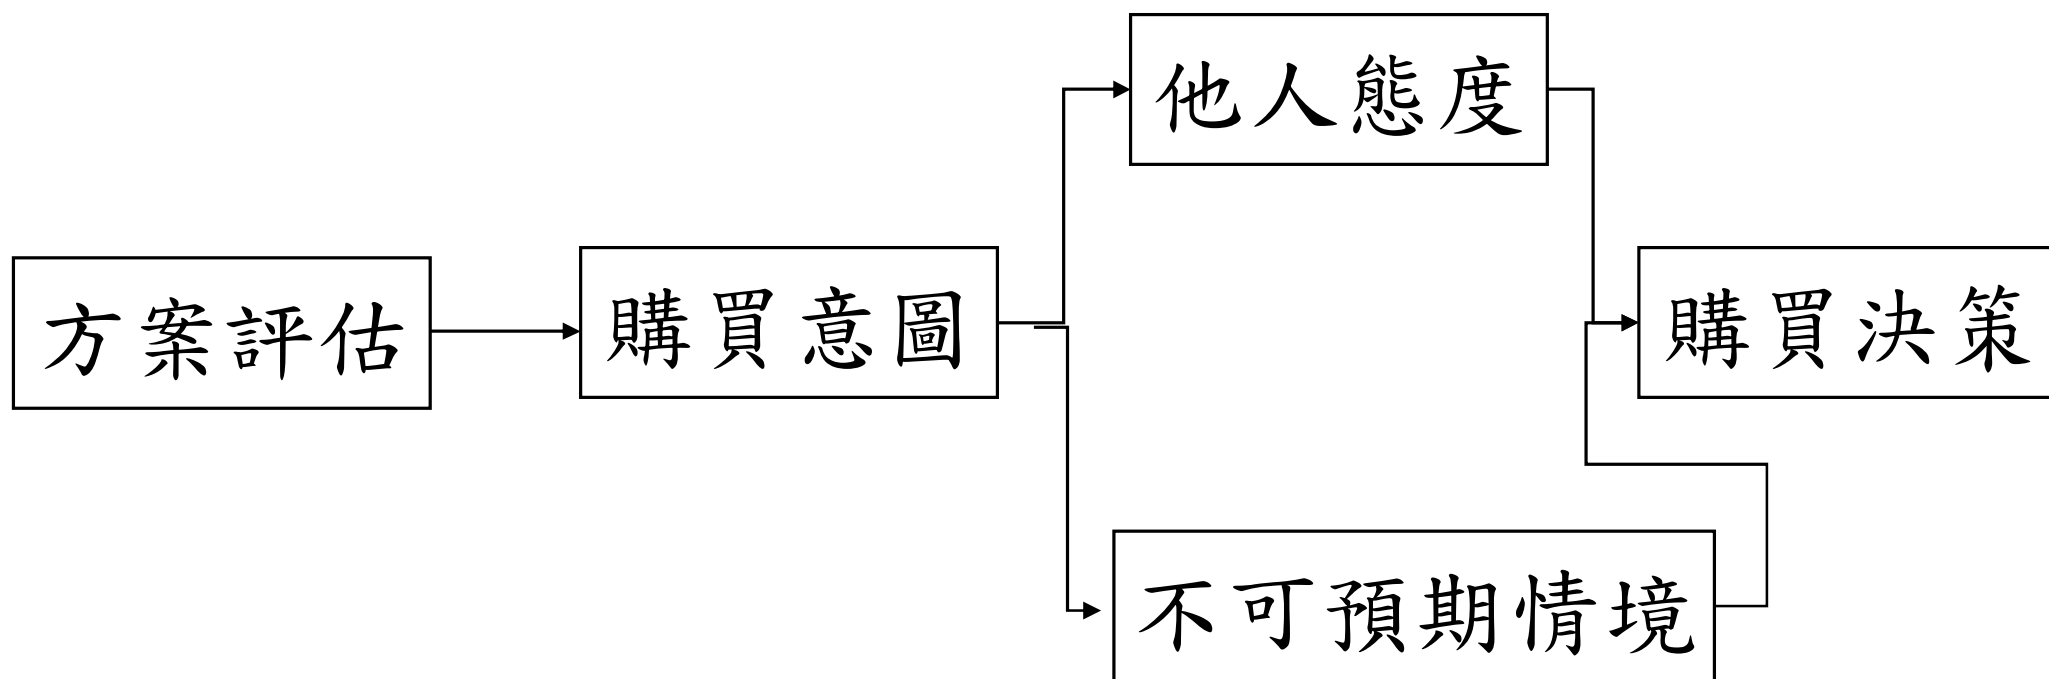 他人態度
方案評估
購買意圖
購買決策
不可預期情境